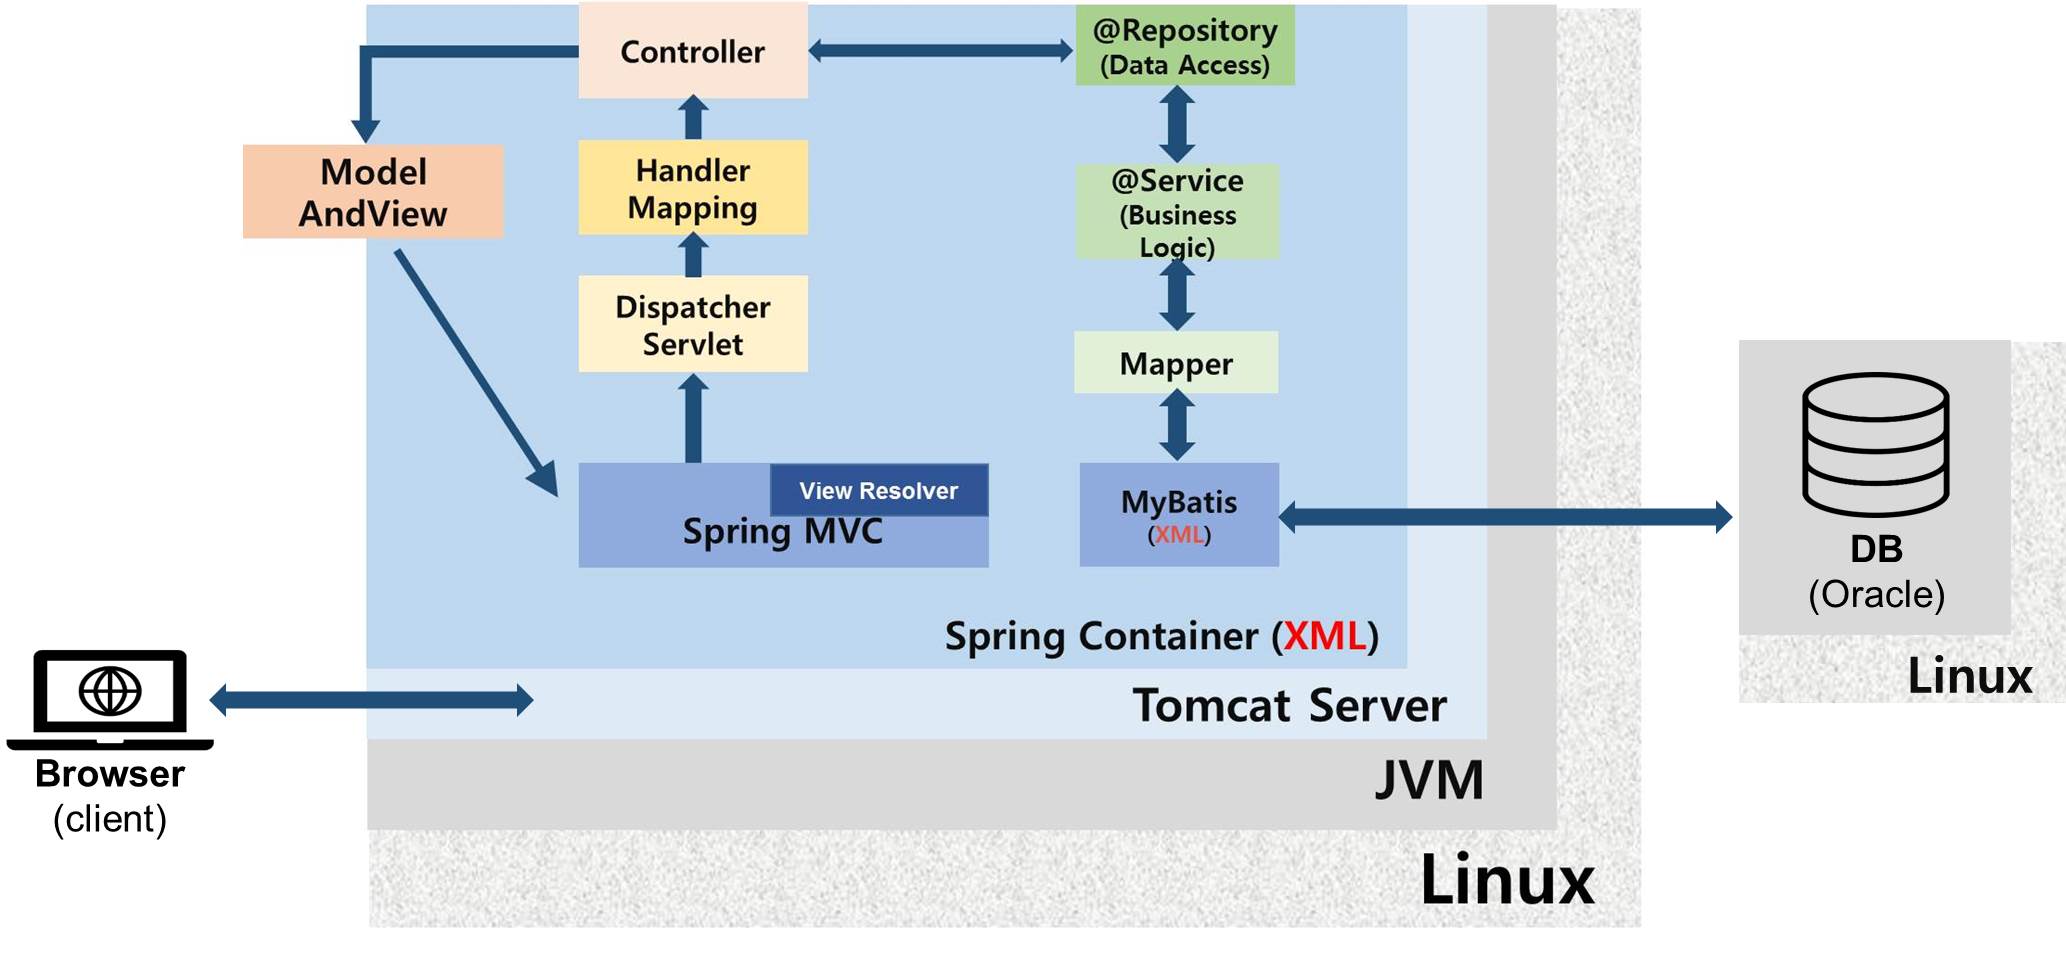 Controller
@Repository
(Data Access)
Model
AndView
Handler
Mapping
@Service
(Business
Logic)
Dispatcher
Servlet
Mapper
View Resolver
Spring MVC
MyBatis
(XML)
DB
(Oracle)
Spring Container (XML)
Linux
Tomcat Server
Browser
(client)
JVM
Linux